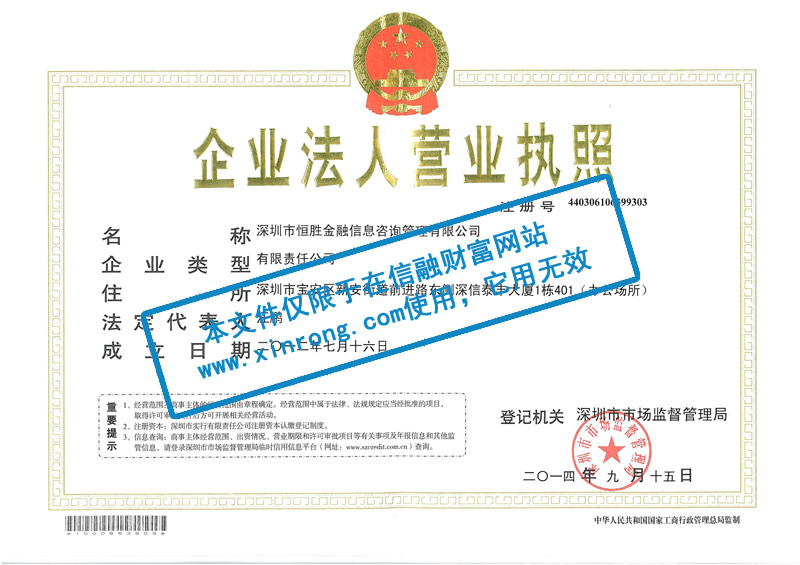 企业法人营业执照
注册号 440306106399303
名称 深圳市恒胜金融信息咨询管理有限公司
企业类型 有限责任公司
住所 深圳市宝安区新安街道前进路东侧深信泰丰大厦1栋401（办公场所）
法定代表人 鹏
成立日期 二〇一二年七月十六日
本文件仅限于在信融财富网站
www.xinrong.com使用，它用无效
重要提示
1、经营范围：商事主体的经营范围由章程确定。经营范围中属于法律、法规规定应当经批准的项目，
取得许可审批文件后方可开展相关经营活动。
2、注册资本：深圳市实行有限责任公司注册资本认缴登记制度。
3、信息查询：商事主体经营范围、出资情况、营业期限和许可审批项目等有关事项及年报信息和其他监
管信息，请登录深圳市市场监督管理局临时信用信息平台（网址：www.szcredit.com.cn）查询。
登记机关 深圳市市场监督管理局
深圳市市场监督管理局
二〇一四年九月十五日
中华人民共和国国家工商行政管理总局监制